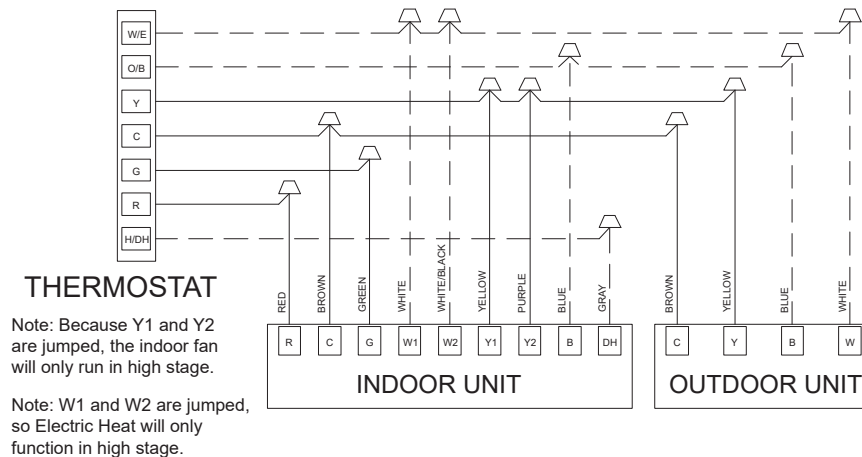 W/E
O/B
Y
C
G
R
H/DH
THERMOSTAT
Note: Because Y1 and Y2
are jumped, the indoor fan
will only run in high stage.
Note: W1 and W2 are jumped,
so Electric Heat will only
function in high stage.
RED
BROWN
GREEN
WHITE
WHITE/BLACK
YELLOW
PURPLE
BLUE
GRAY
R C G W1 W2 Y1 Y2 B DH
INDOOR UNIT
BROWN
YELLOW
BLUE
WHITE
C Y B W
OUTDOOR UNIT